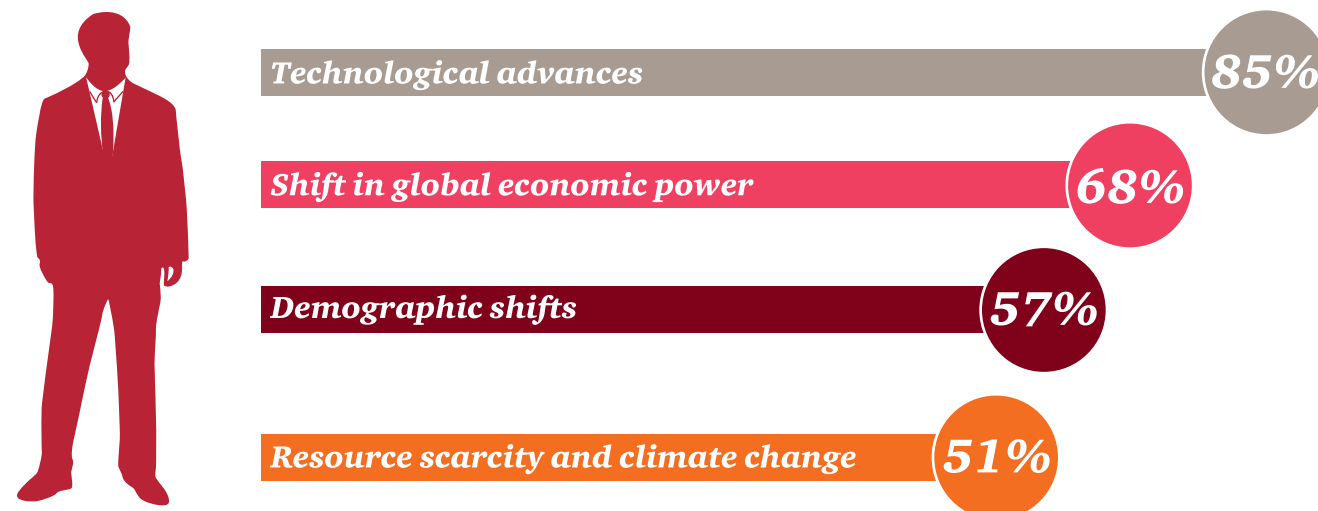 Technological advances
85%
Shift in global economic power
68%
Demographic shifts
57%
Resource scarcity and climate change
51%